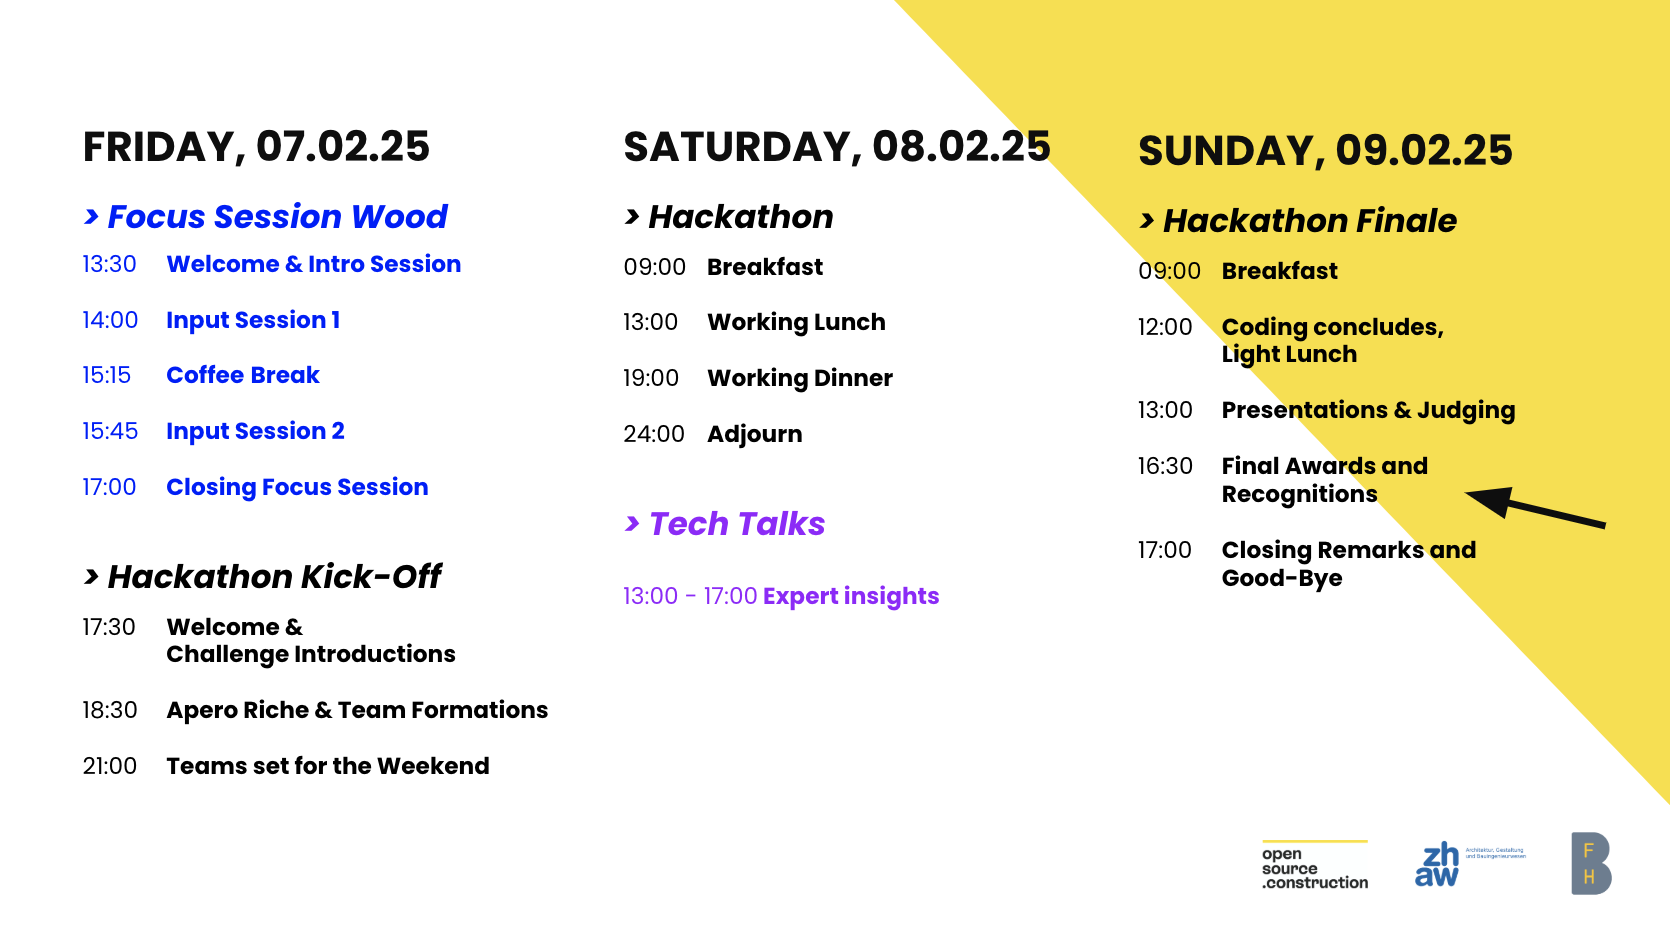 FRIDAY, 07.02.25
> Focus Session Wood
13:30 Welcome & Intro Session
14:00 Input Session 1
15:15 Coffee Break
15:45 Input Session 2
17:00 Closing Focus Session
> Hackathon Kick-Off
17:30 Welcome &
Challenge Introductions
18:30 Apero Riche & Team Formations
21:00 Teams set for the Weekend
SATURDAY, 08.02.25
> Hackathon
09:00 Breakfast
13:00 Working Lunch
19:00 Working Dinner
24:00 Adjourn
> Tech Talks
13:00 - 17:00 Expert insights
SUNDAY, 09.02.25
> Hackathon Finale
09:00 Breakfast
12:00 Coding concludes,
Light Lunch
13:00 Presentations & Judging
16:30 Final Awards and
Recognitions
17:00 Closing Remarks and
Good-Bye
open
source
.construction
zh
aw
Architektur, Gestaltung
und Bauingenieurwesen
B
F
H